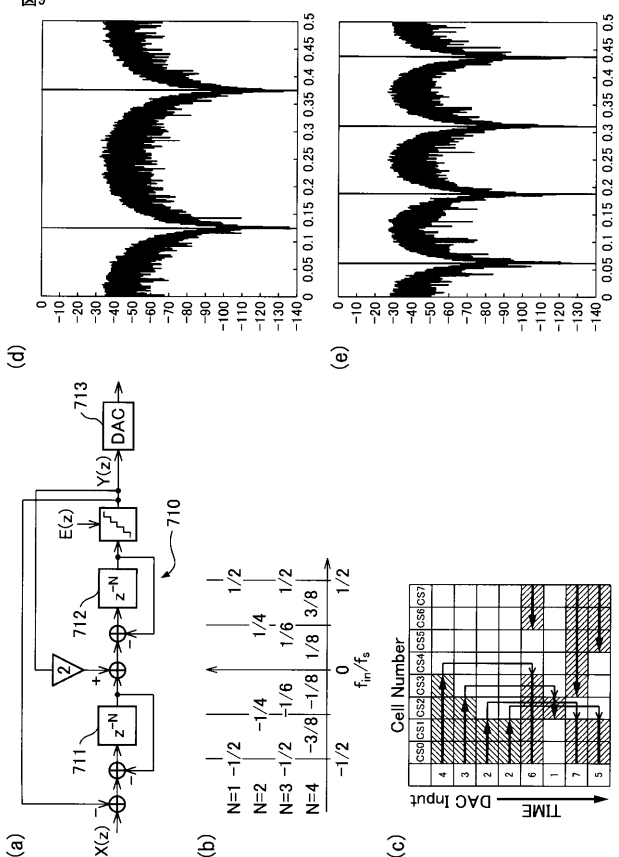 図9
(a)
X(z)
-
-
711
z⁻ᴺ
2
+
-
712
z⁻ᴺ
710
E(z)
Y(z)
713
DAC
(b)
N=1 -1/2 1/2
N=2 -1/4 1/4
N=3 -1/2 -1/6 1/6 1/2
N=4 -3/8 -1/8 1/8 3/8
-1/2 0 1/2
f_in/f_s
(c)
Cell Number
CS0 CS1 CS2 CS3 CS4 CS5 CS6 CS7
TIME
DAC Input
4
3
2
2
6
1
7
5
(d)
0
-10
-20
-30
-40
-50
-60
-70
-80
-90
-100
-110
-120
-130
-140
0 0.05 0.1 0.15 0.2 0.25 0.3 0.35 0.4 0.45 0.5
(e)
0
-10
-20
-30
-40
-50
-60
-70
-80
-90
-100
-110
-120
-130
-140
0 0.05 0.1 0.15 0.2 0.25 0.3 0.35 0.4 0.45 0.5